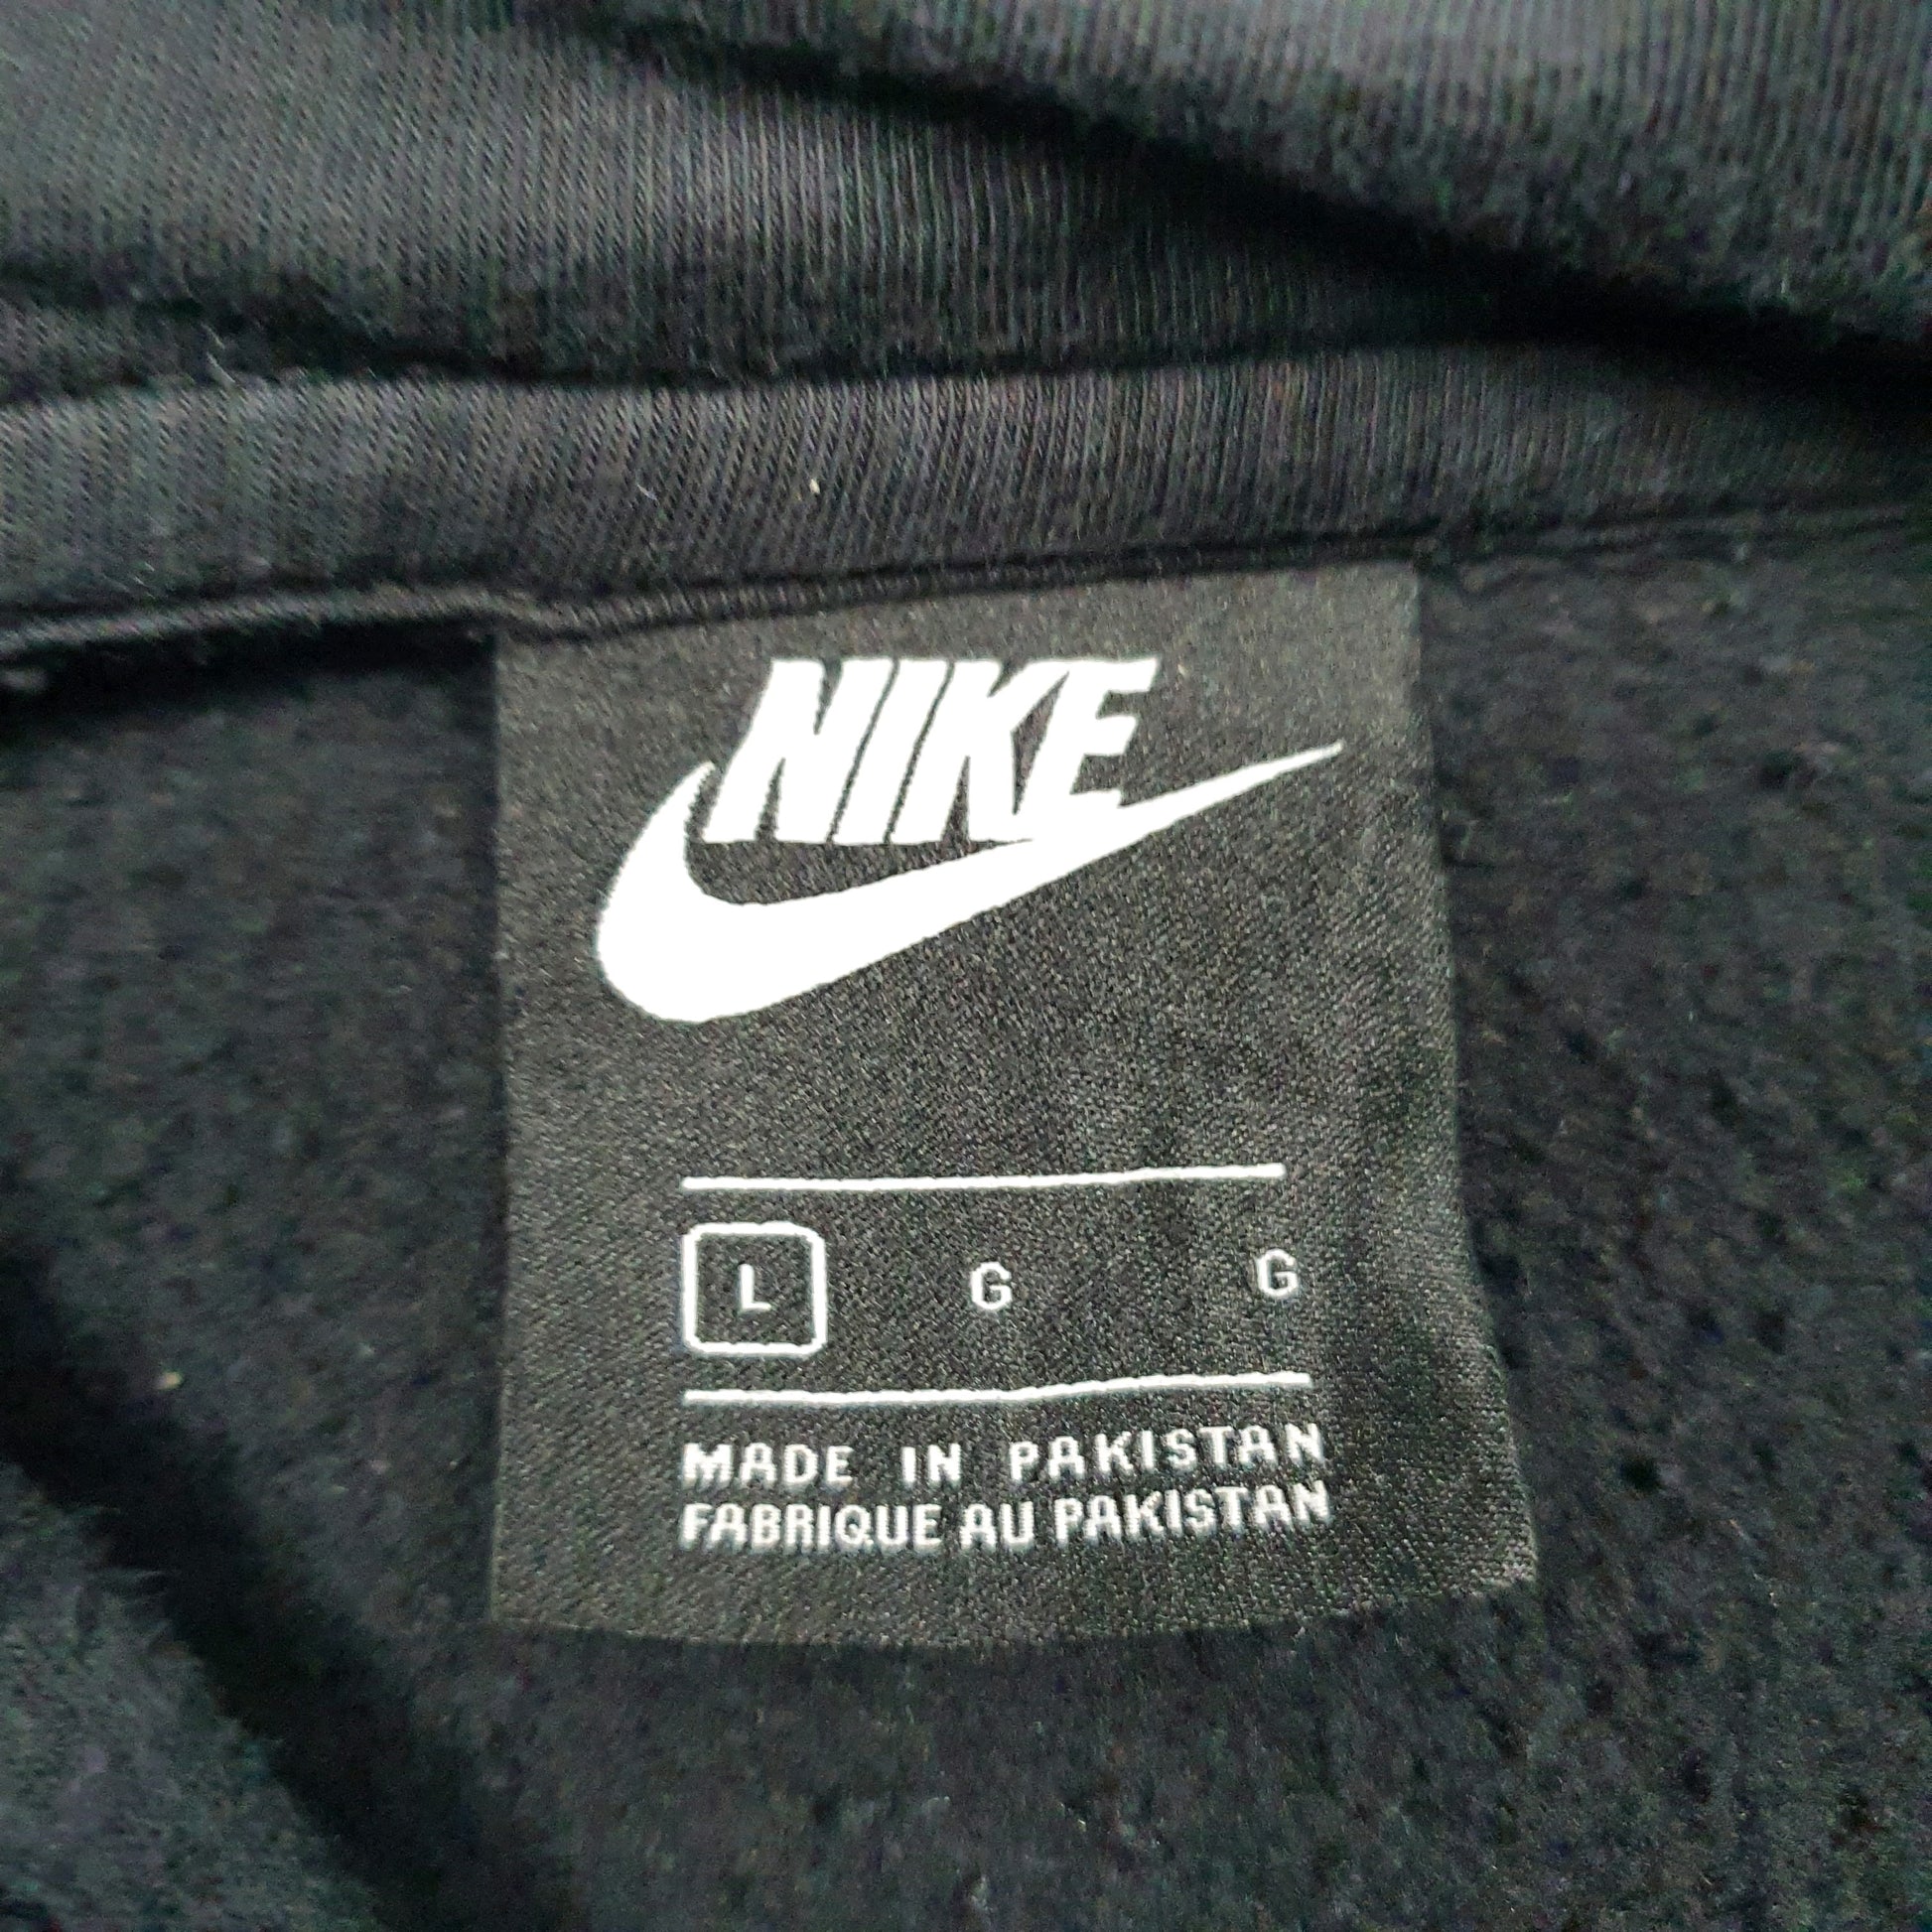 NIKE
L G G
MADE IN PAKISTAN
FABRIQUE AU PAKISTAN